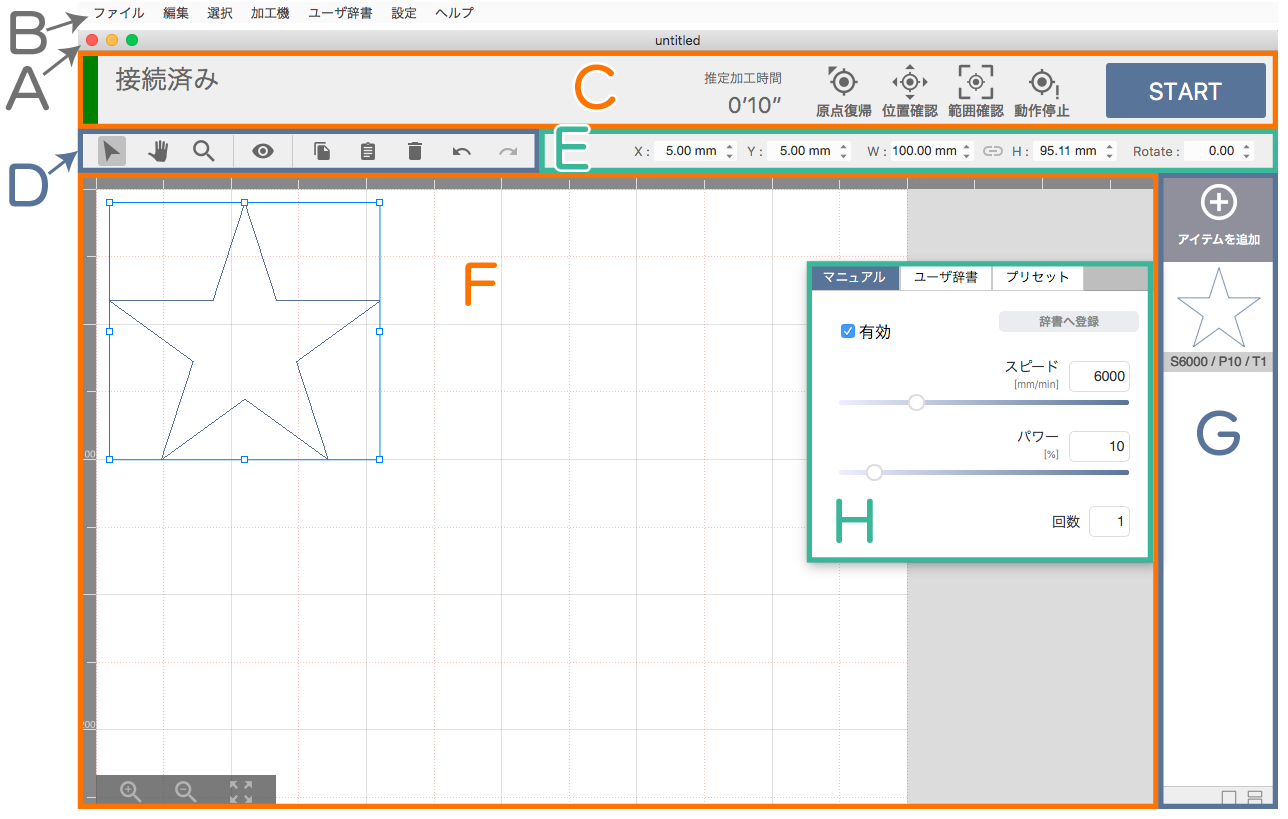 B
ファイル 編集 選択 加工機 ユーザ辞書 設定 ヘルプ
A
untitled
接続済み
C
推定加工時間
0′10″
原点復帰 位置確認 範囲確認 動作停止
START
D
E
X : 5.00 mm Y : 5.00 mm W : 100.00 mm H : 95.11 mm Rotate : 0.00
F
アイテムを追加
マニュアル ユーザ辞書 プリセット
有効
辞書へ登録
スピード
[mm/min]
6000
パワー
[%]
10
H
回数 1
S6000 / P10 / T1
G
00
200